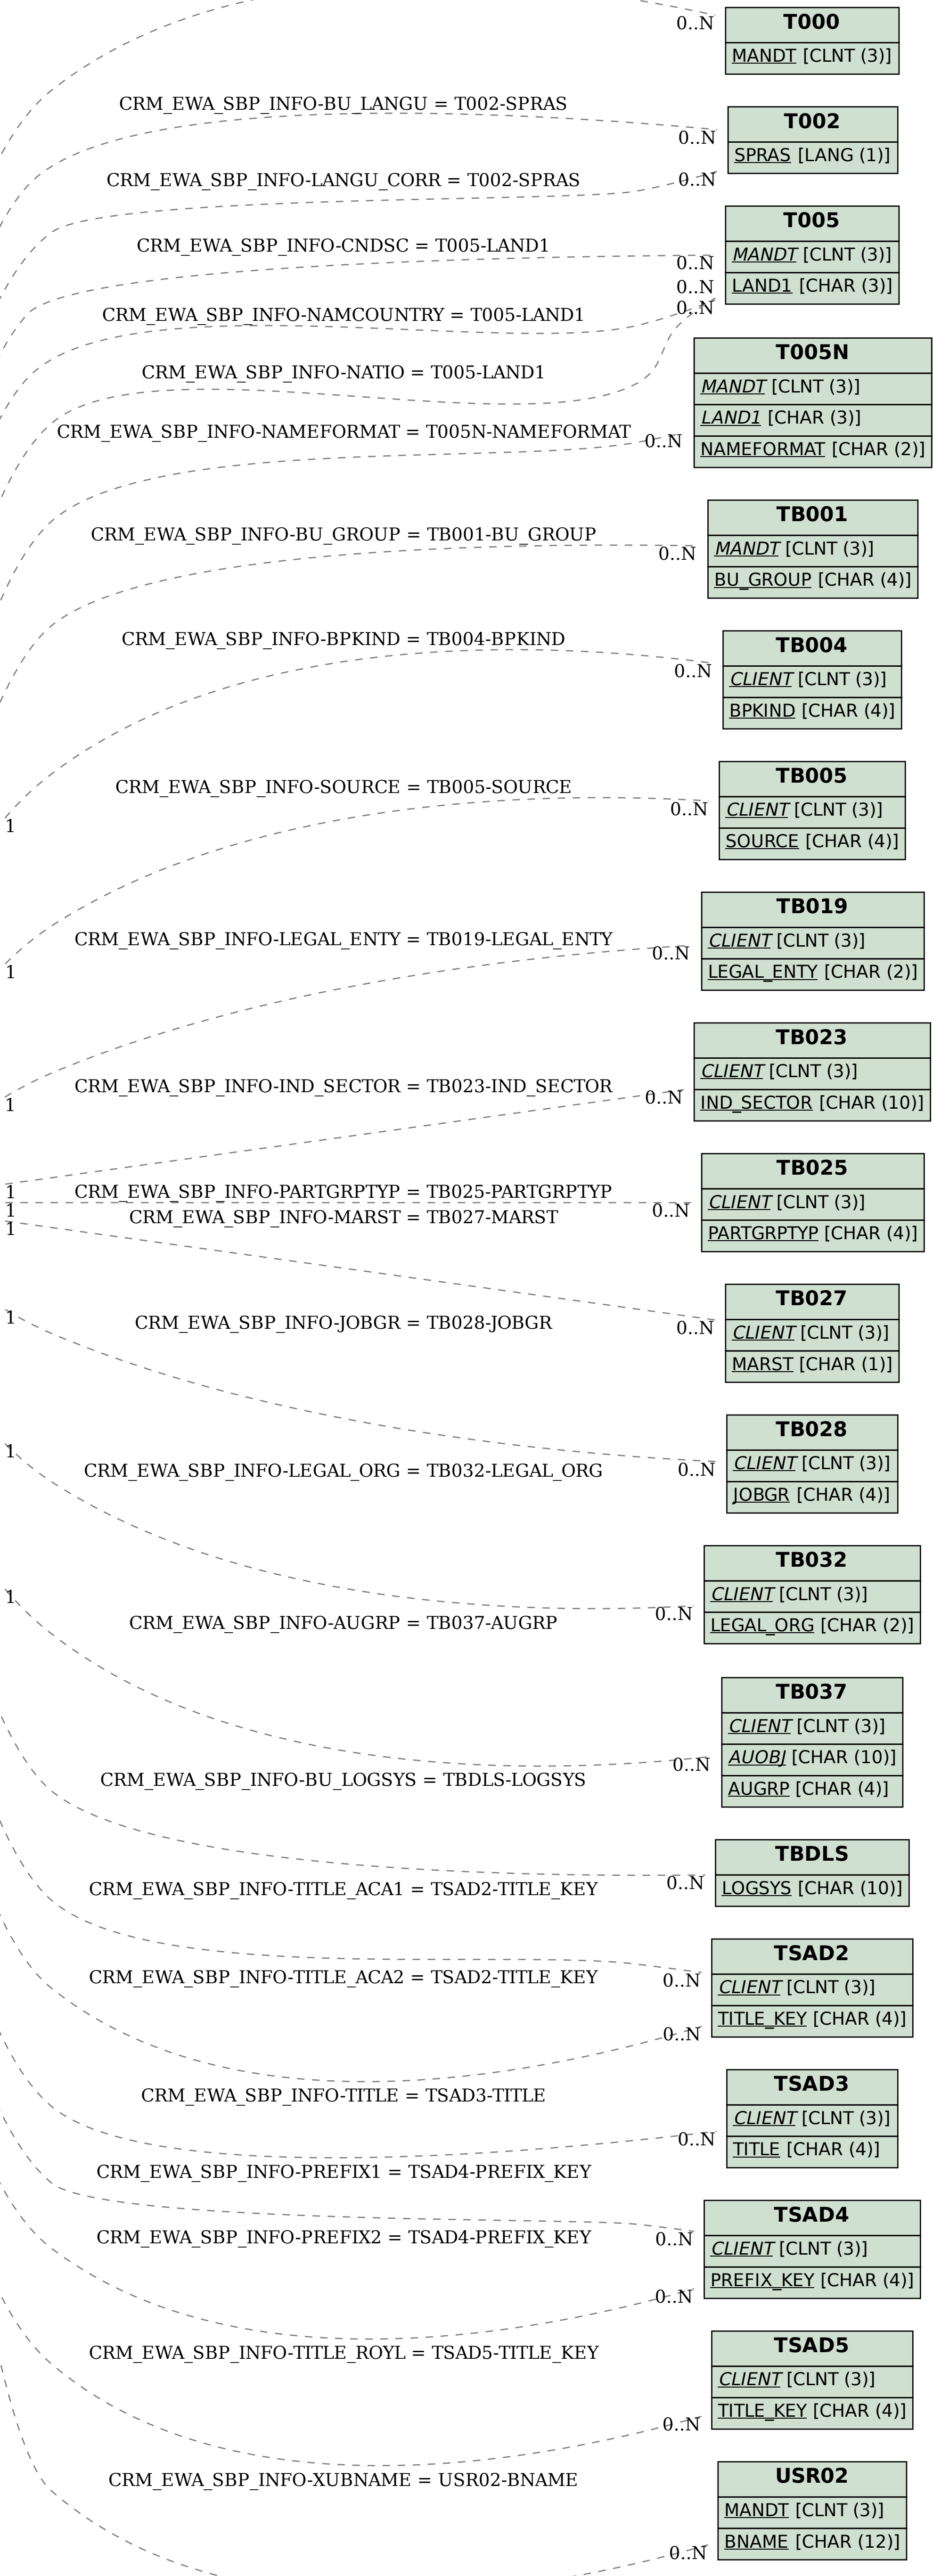 0..N
T000
MANDT [CLNT (3)]
CRM_EWA_SBP_INFO-BU_LANGU = T002-SPRAS
0..N
T002
SPRAS [LANG (1)]
CRM_EWA_SBP_INFO-LANGU_CORR = T002-SPRAS
0..N
T005
MANDT [CLNT (3)]
LAND1 [CHAR (3)]
CRM_EWA_SBP_INFO-CNDSC = T005-LAND1
0..N
0..N
0..N
CRM_EWA_SBP_INFO-NAMCOUNTRY = T005-LAND1
CRM_EWA_SBP_INFO-NATIO = T005-LAND1
T005N
MANDT [CLNT (3)]
LAND1 [CHAR (3)]
NAMEFORMAT [CHAR (2)]
CRM_EWA_SBP_INFO-NAMEFORMAT = T005N-NAMEFORMAT
0..N
TB001
MANDT [CLNT (3)]
BU_GROUP [CHAR (4)]
CRM_EWA_SBP_INFO-BU_GROUP = TB001-BU_GROUP
0..N
CRM_EWA_SBP_INFO-BPKIND = TB004-BPKIND
0..N
TB004
CLIENT [CLNT (3)]
BPKIND [CHAR (4)]
1
CRM_EWA_SBP_INFO-SOURCE = TB005-SOURCE
0..N
TB005
CLIENT [CLNT (3)]
SOURCE [CHAR (4)]
1
CRM_EWA_SBP_INFO-LEGAL_ENTY = TB019-LEGAL_ENTY
0..N
TB019
CLIENT [CLNT (3)]
LEGAL_ENTY [CHAR (2)]
1
CRM_EWA_SBP_INFO-IND_SECTOR = TB023-IND_SECTOR
0..N
TB023
CLIENT [CLNT (3)]
IND_SECTOR [CHAR (10)]
1
CRM_EWA_SBP_INFO-PARTGRPTYP = TB025-PARTGRPTYP
1
0..N
TB025
CLIENT [CLNT (3)]
PARTGRPTYP [CHAR (4)]
CRM_EWA_SBP_INFO-MARST = TB027-MARST
1
0..N
TB027
CLIENT [CLNT (3)]
MARST [CHAR (1)]
1
CRM_EWA_SBP_INFO-JOBGR = TB028-JOBGR
0..N
TB028
CLIENT [CLNT (3)]
JOBGR [CHAR (4)]
1
CRM_EWA_SBP_INFO-LEGAL_ORG = TB032-LEGAL_ORG
0..N
TB032
CLIENT [CLNT (3)]
LEGAL_ORG [CHAR (2)]
1
CRM_EWA_SBP_INFO-AUGRP = TB037-AUGRP
0..N
TB037
CLIENT [CLNT (3)]
AUOBJ [CHAR (10)]
AUGRP [CHAR (4)]
CRM_EWA_SBP_INFO-BU_LOGSYS = TBDLS-LOGSYS
0..N
TBDLS
LOGSYS [CHAR (10)]
CRM_EWA_SBP_INFO-TITLE_ACA1 = TSAD2-TITLE_KEY
0..N
TSAD2
CLIENT [CLNT (3)]
TITLE_KEY [CHAR (4)]
CRM_EWA_SBP_INFO-TITLE_ACA2 = TSAD2-TITLE_KEY
0..N
CRM_EWA_SBP_INFO-TITLE = TSAD3-TITLE
0..N
TSAD3
CLIENT [CLNT (3)]
TITLE [CHAR (4)]
CRM_EWA_SBP_INFO-PREFIX1 = TSAD4-PREFIX_KEY
0..N
TSAD4
CLIENT [CLNT (3)]
PREFIX_KEY [CHAR (4)]
CRM_EWA_SBP_INFO-PREFIX2 = TSAD4-PREFIX_KEY
0..N
CRM_EWA_SBP_INFO-TITLE_ROYL = TSAD5-TITLE_KEY
0..N
TSAD5
CLIENT [CLNT (3)]
TITLE_KEY [CHAR (4)]
CRM_EWA_SBP_INFO-XUBNAME = USR02-BNAME
0..N
USR02
MANDT [CLNT (3)]
BNAME [CHAR (12)]